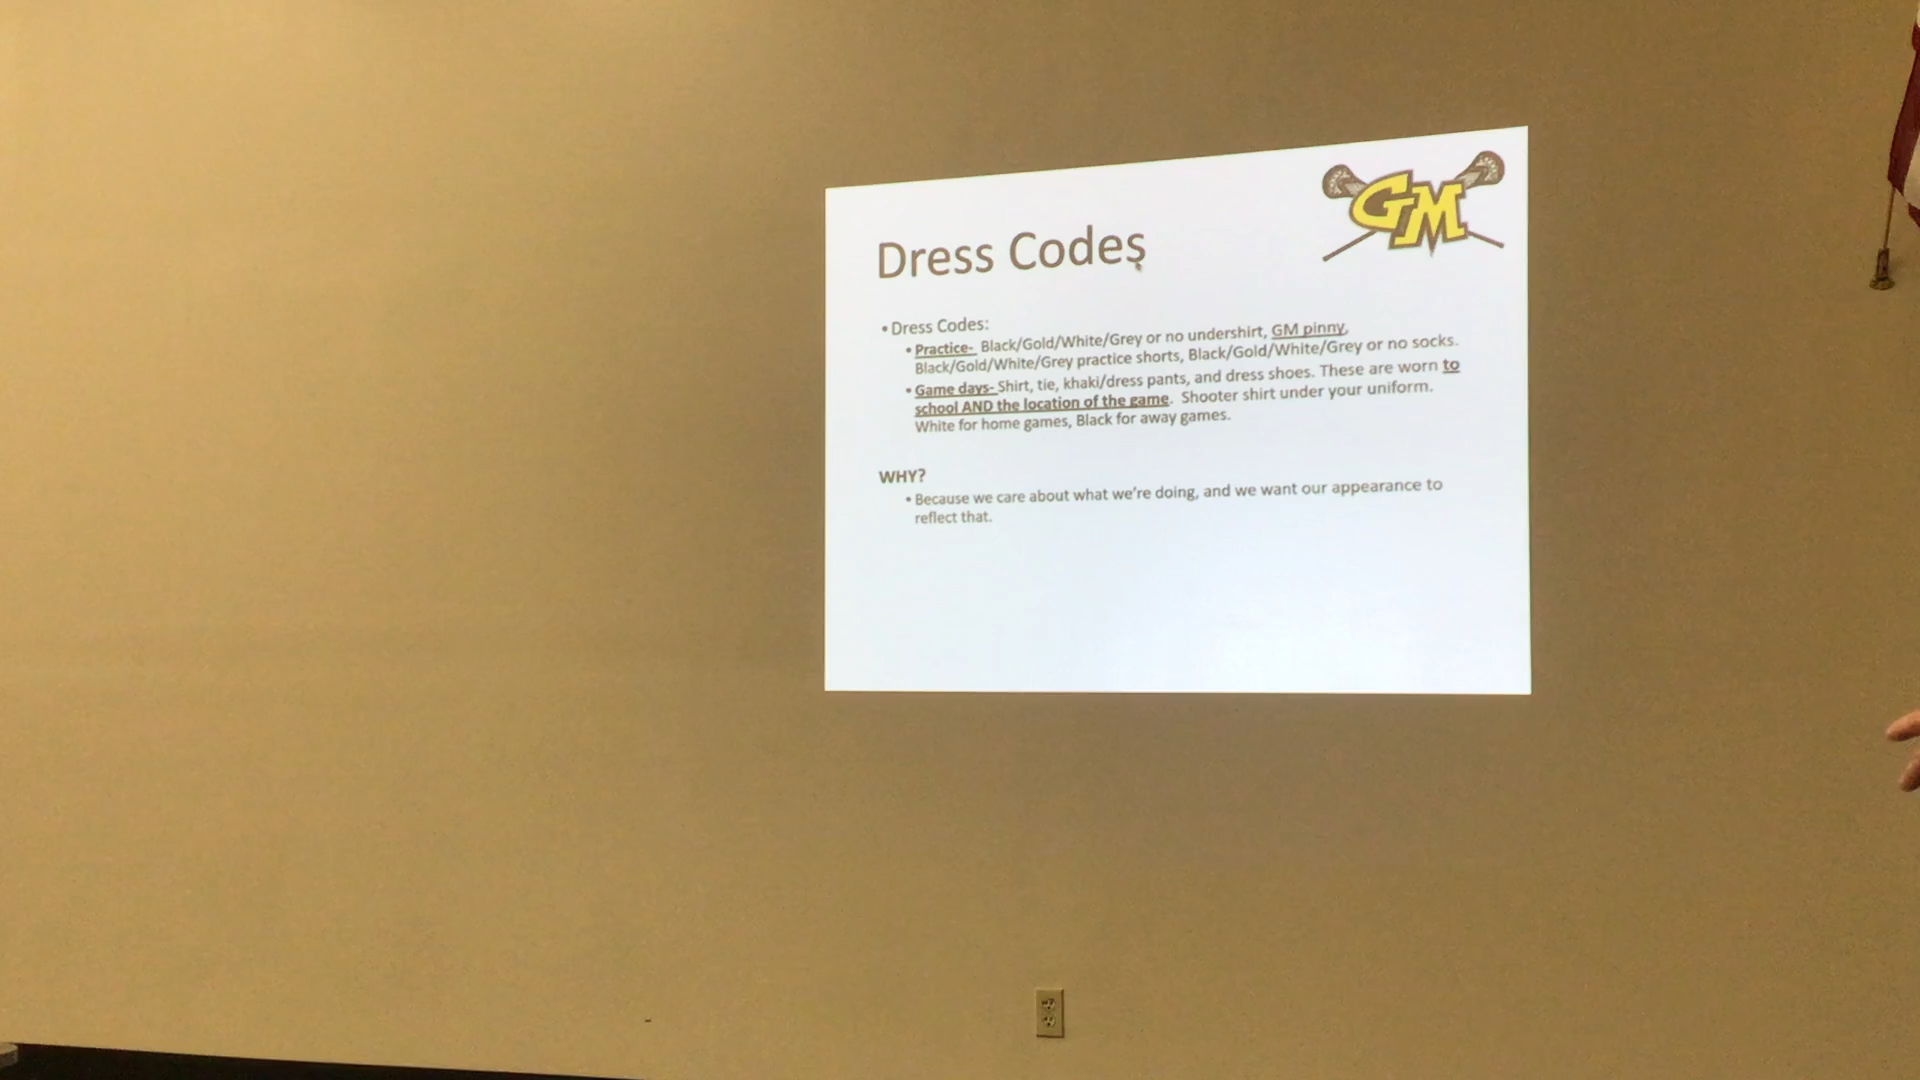 GM
Dress Codes
• Dress Codes:
• Practice- Black/Gold/White/Grey or no undershirt, GM pinny,
Black/Gold/White/Grey practice shorts, Black/Gold/White/Grey or no socks.
• Game days- Shirt, tie, khaki/dress pants, and dress shoes. These are worn to
school AND the location of the game. Shooter shirt under your uniform.
White for home games, Black for away games.
WHY?
• Because we care about what we're doing, and we want our appearance to
reflect that.